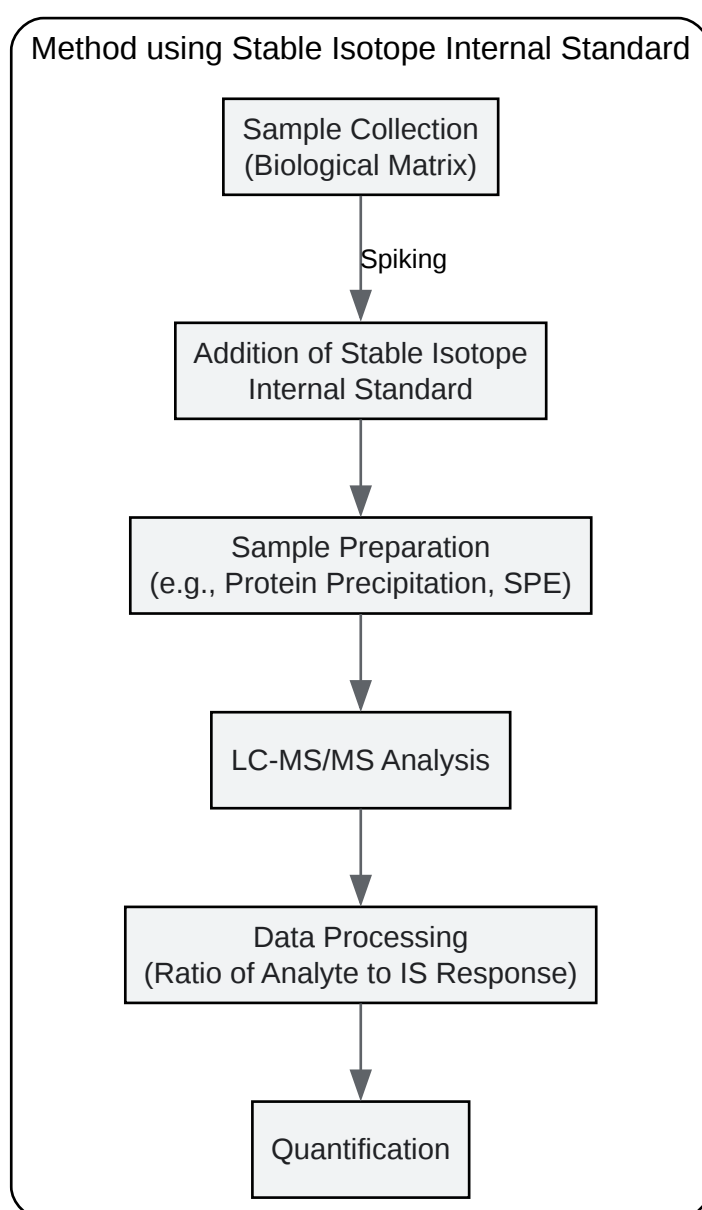 Method using Stable Isotope Internal Standard
Sample Collection
(Biological Matrix)
Spiking
Addition of Stable Isotope
Internal Standard
Sample Preparation
(e.g., Protein Precipitation, SPE)
LC-MS/MS Analysis
Data Processing
(Ratio of Analyte to IS Response)
Quantification